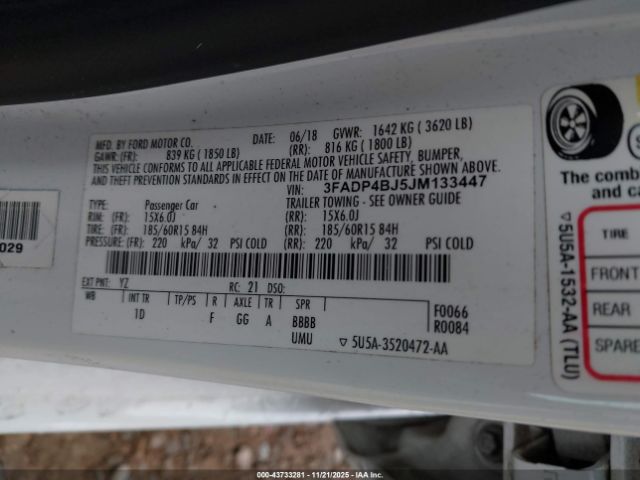 MFD. BY FORD MOTOR CO.
DATE: 06/18 GVWR: 1642 KG ( 3620 LB)
GAWR: (FR): 839 KG ( 1850 LB) (RR): 816 KG ( 1800 LB)
THIS VEHICLE CONFORMS TO ALL APPLICABLE FEDERAL MOTOR VEHICLE SAFETY, BUMPER,
AND THEFT PREVENTION STANDARDS IN EFFECT ON THE DATE OF MANUFACTURE SHOWN ABOVE.
VIN: 3FADP4BJ5JM133447
TYPE: Passenger Car TRAILER TOWING - SEE OWNER GUIDE
RIM: (FR): 15X6.0J (RR): 15X6.0J
TIRE: (FR): 185/60R15 84H (RR): 185/60R15 84H
PRESSURE: (FR): 220 kPa/ 32 PSI COLD (RR): 220 kPa/ 32 PSI COLD
EXT PNT: YZ RC: 21 DSO:
WB INT TR TP/PS R AXLE TR SPR
1D F GG A BBBB
UMU
F0066
R0084
▽ 5U5A-3520472-AA
029
The comb
and ca
TIRE
FRONT
REAR
SPARE
▽5U5A-1532-AA (TLU)
000-43733281 - 11/21/2025 - IAAI.COM